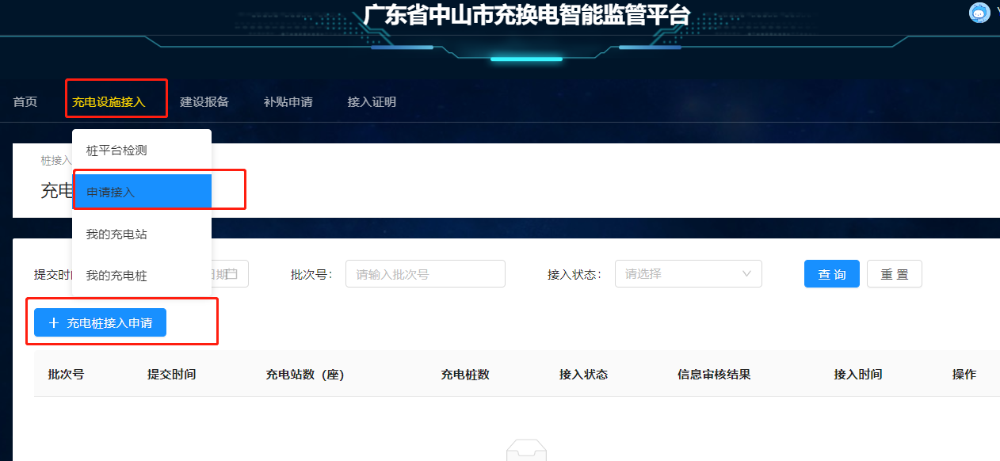 广东省中山市充换电智能监管平台
首页 充电设施接入 建设报备 补贴申请 接入证明
桩平台检测
桩接入
申请接入
充电
我的充电站
我的充电桩
提交时 日期 批次号： 请输入批次号 接入状态： 请选择 查 询 重 置
＋ 充电桩接入申请
批次号 提交时间 充电站数（座） 充电桩数 接入状态 信息审核结果 接入时间 操作